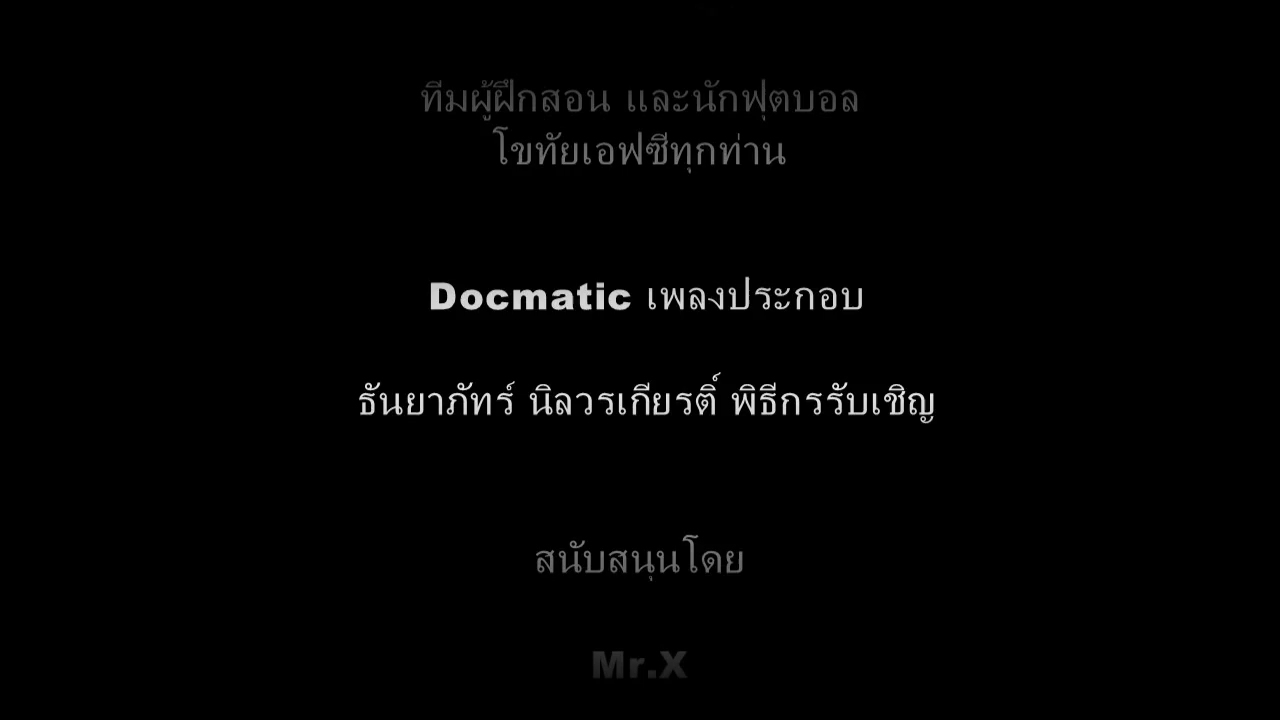 ทีมผู้ฝึกสอน และนักฟุตบอล
โขทัยเอฟซีทุกท่าน
Docmatic เพลงประกอบ
ธันยาภัทร์ นิลวรเกียรติ์ พิธีกรรับเชิญ
สนับสนุนโดย
Mr.X